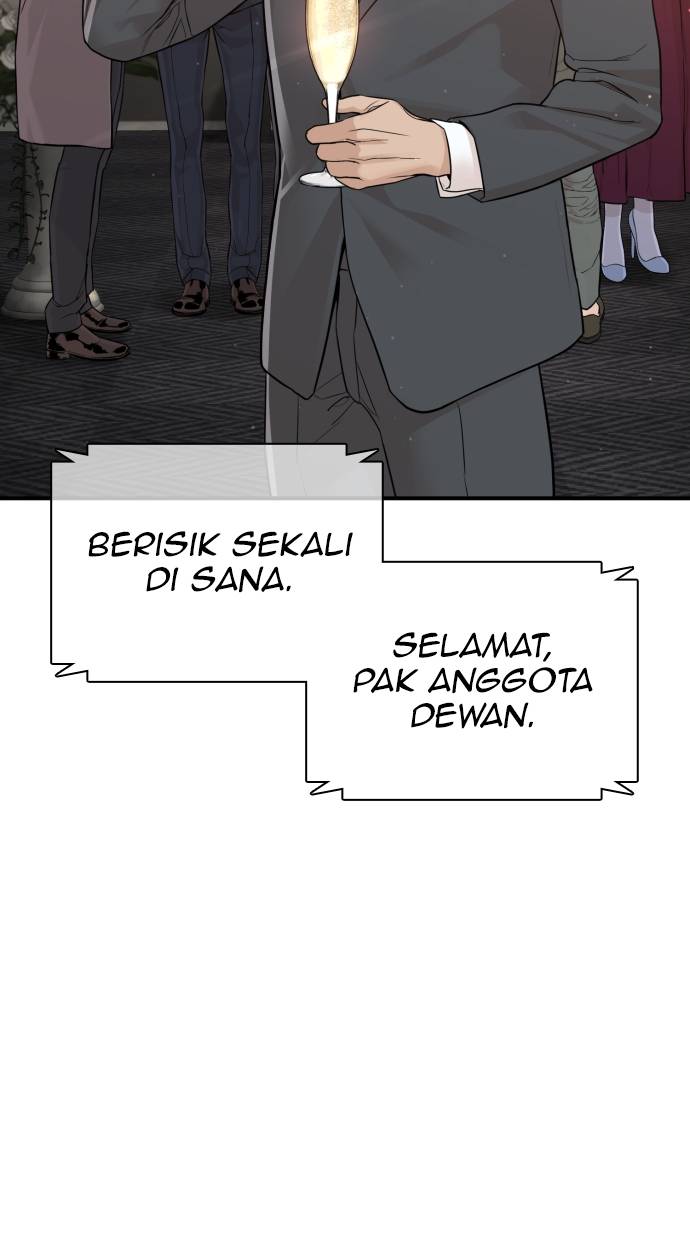 BERISIK SEKALI
DI SANA.
SELAMAT,
PAK ANGGOTA
DEWAN.